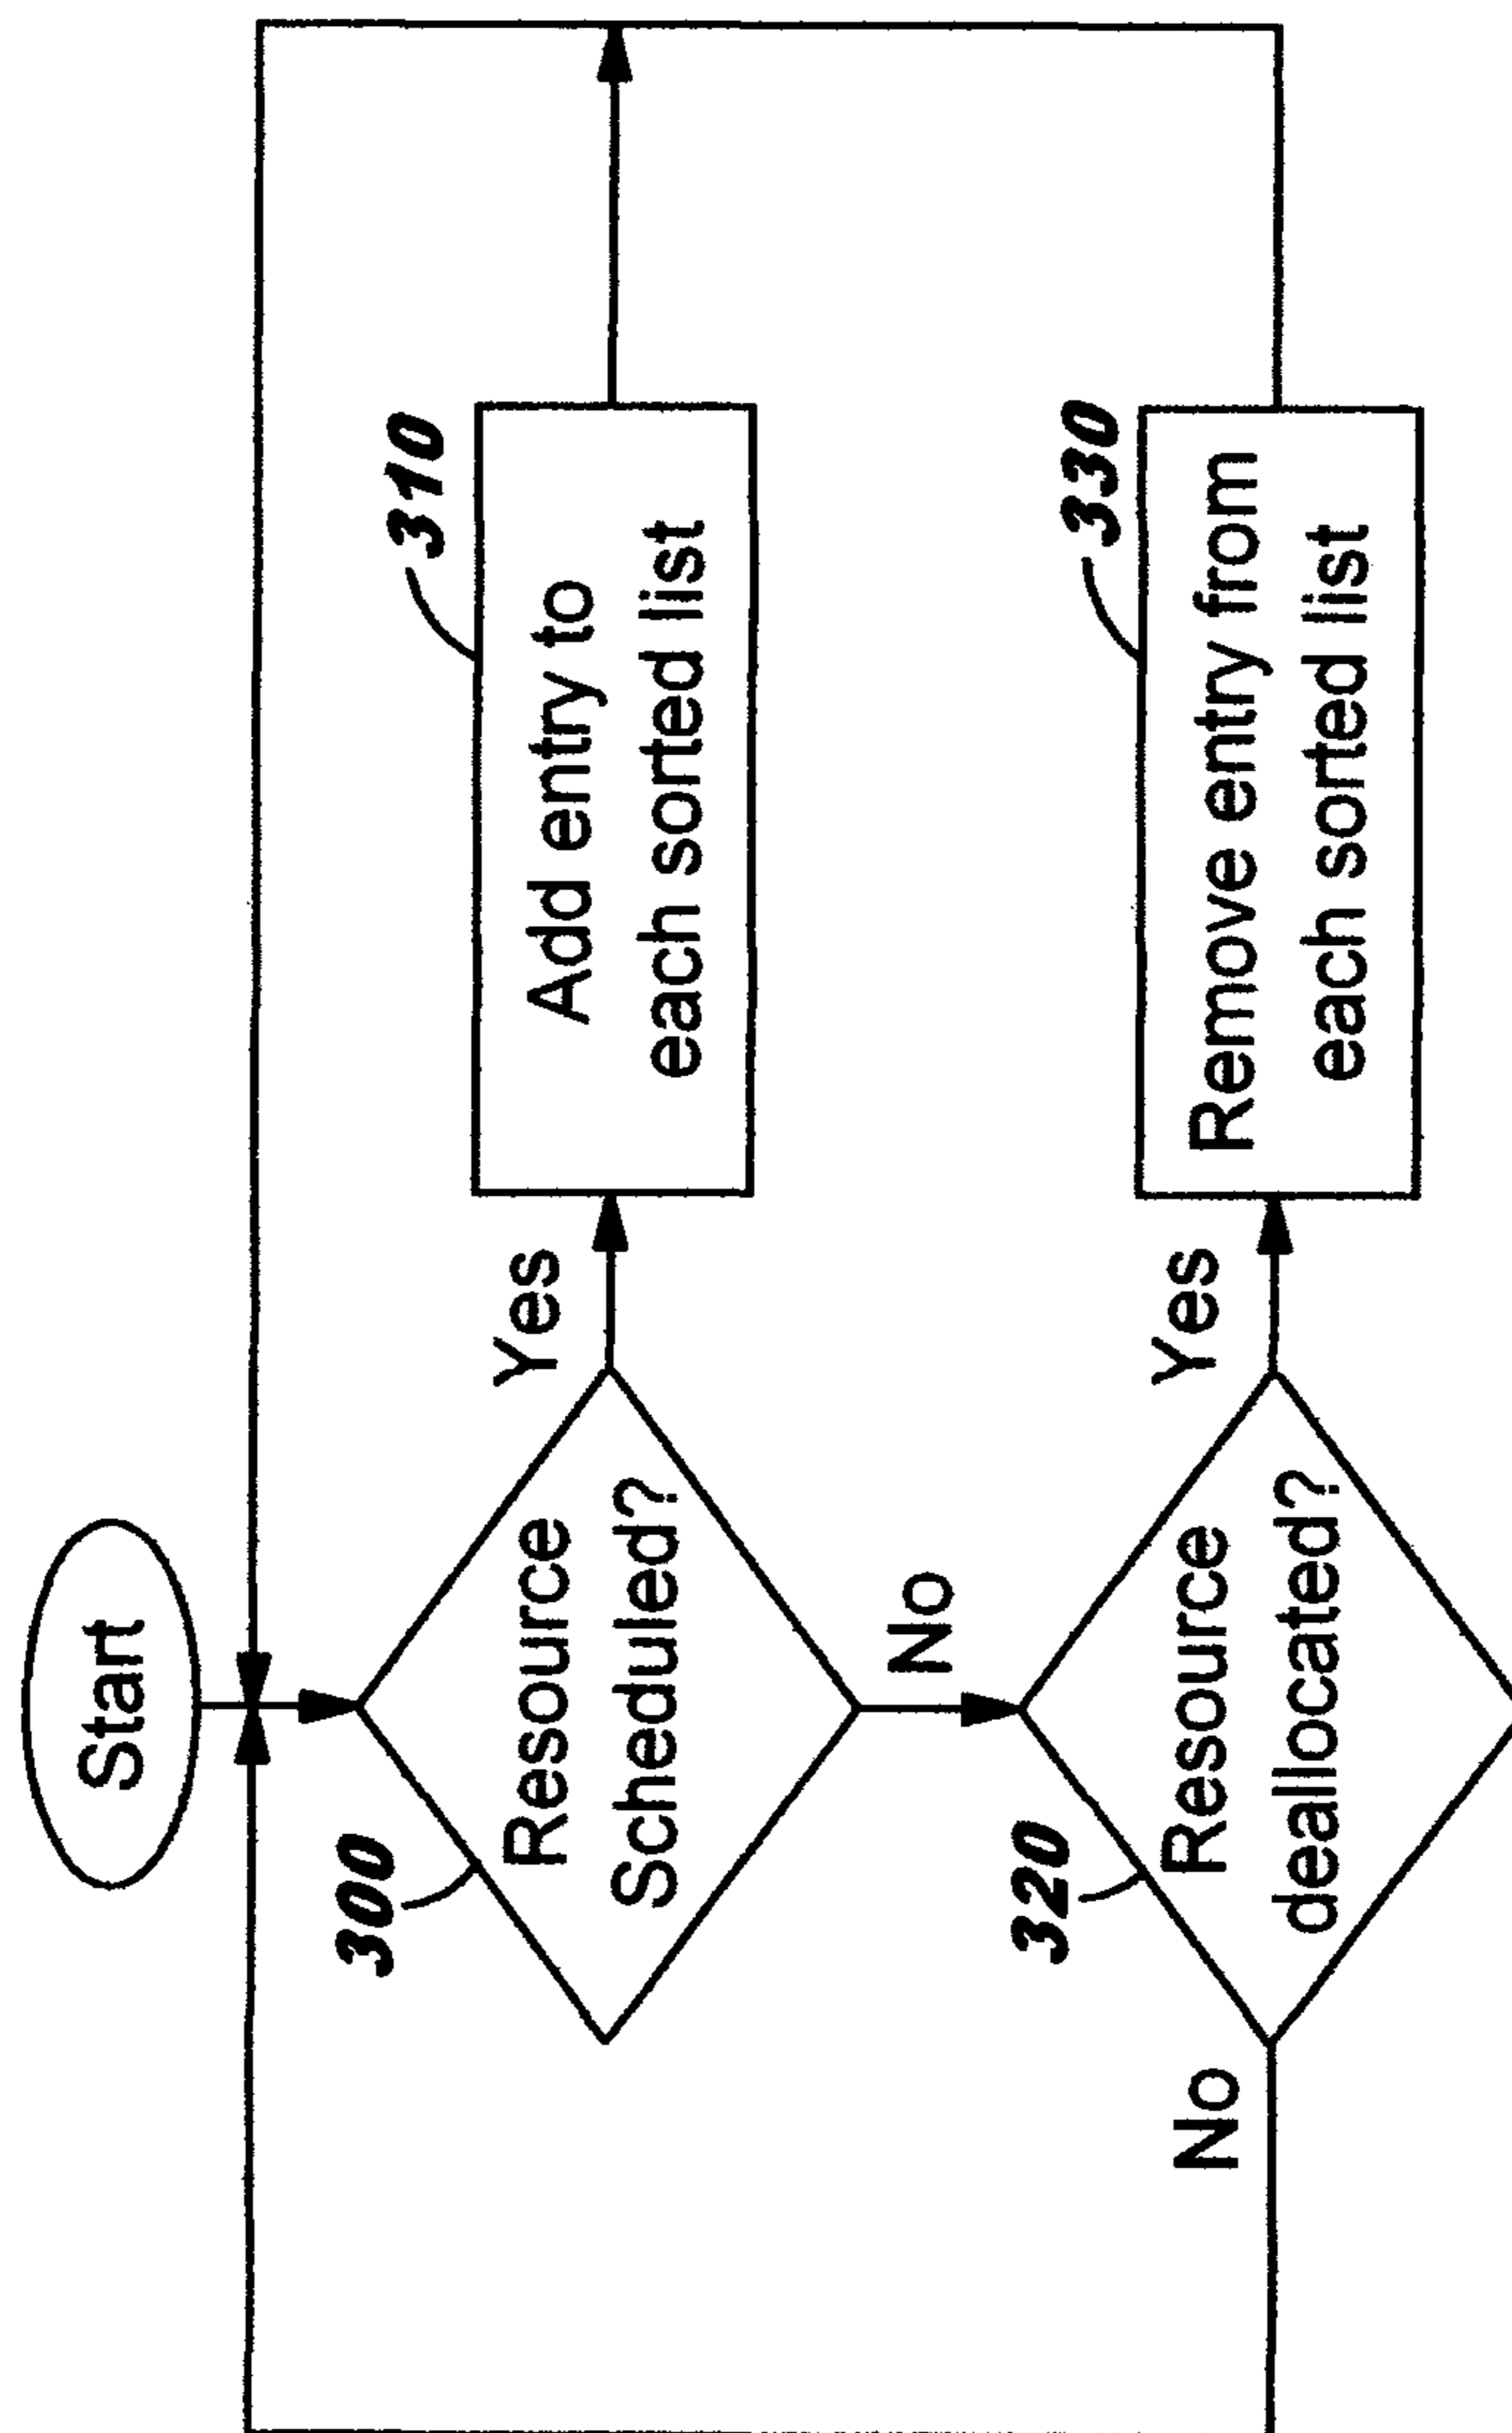 Start
300
Resource
Scheduled?
Yes
310
Add entry to
each sorted list
No
320
Resource
deallocated?
Yes
330
Remove entry from
each sorted list
No